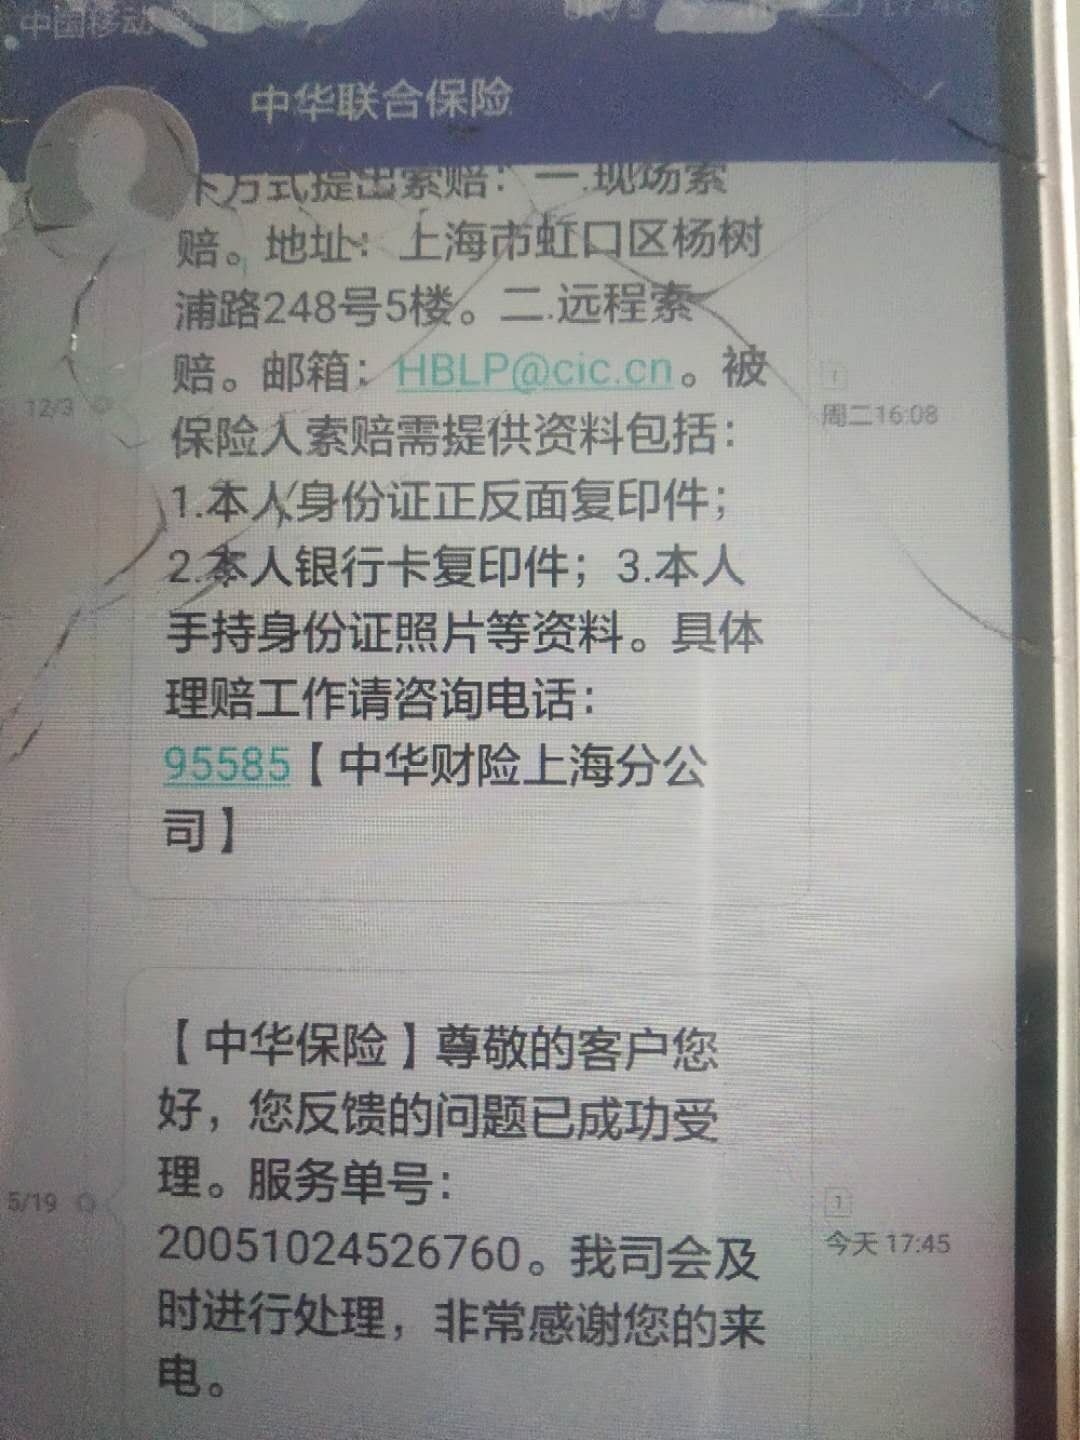 中国移动
17:46
中华联合保险
下方式提出索赔：一.现场索
赔。地址：上海市虹口区杨树
浦路248号5楼。二.远程索
赔。邮箱：HBLP@cic.cn。被
12/3
周二16:08
保险人索赔需提供资料包括：
1.本人身份证正反面复印件；
2.本人银行卡复印件；3.本人
手持身份证照片等资料。具体
理赔工作请咨询电话：
95585【中华财险上海分公
司】
【中华保险】尊敬的客户您
好，您反馈的问题已成功受
理。服务单号：
5/19
1
20051024526760。我司会及
今天 17:45
时进行处理，非常感谢您的来
电。